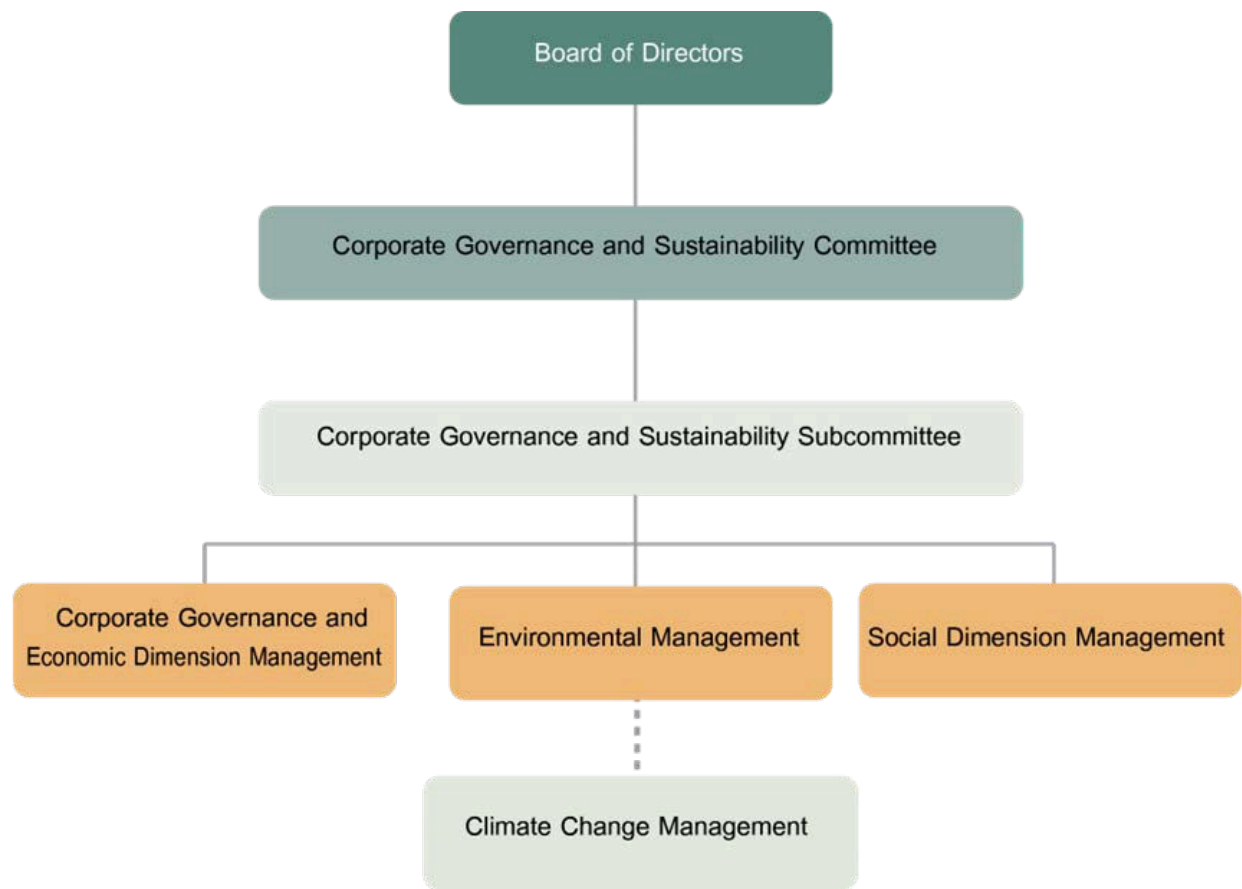 Board of Directors
Corporate Governance and Sustainability Committee
Corporate Governance and Sustainability Subcommittee
Corporate Governance and
Economic Dimension Management
Environmental Management
Social Dimension Management
Climate Change Management